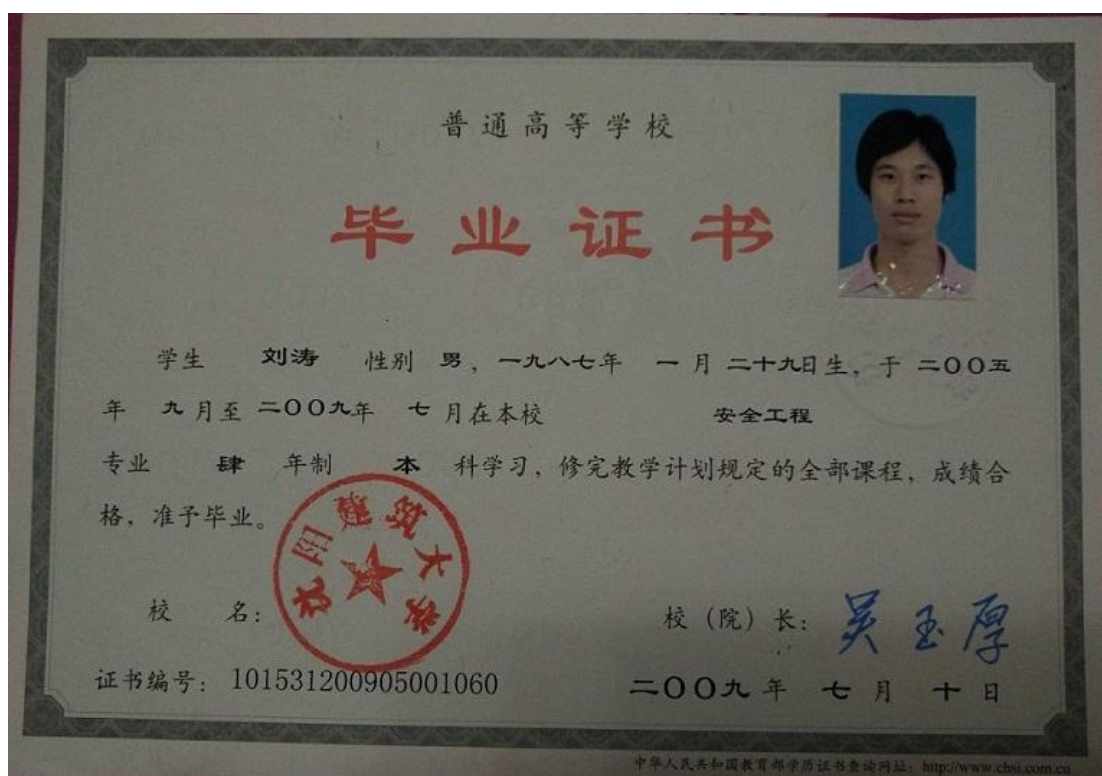 普通高等学校
毕业证书
学生 刘涛 性别 男，一九八七年 一月二十九日生，于二〇〇五
年 九月至二〇〇九年 七月在本校 安全工程
专业 肆 年制 本 科学习，修完教学计划规定的全部课程，成绩合
格，准予毕业。
沈阳建筑大学
校 名： 校（院）长：吴玉厚
证书编号：101531200905001060 二〇〇九年 七月 十日
中华人民共和国教育部学历证书查询网址：http://www.chsi.com.cn